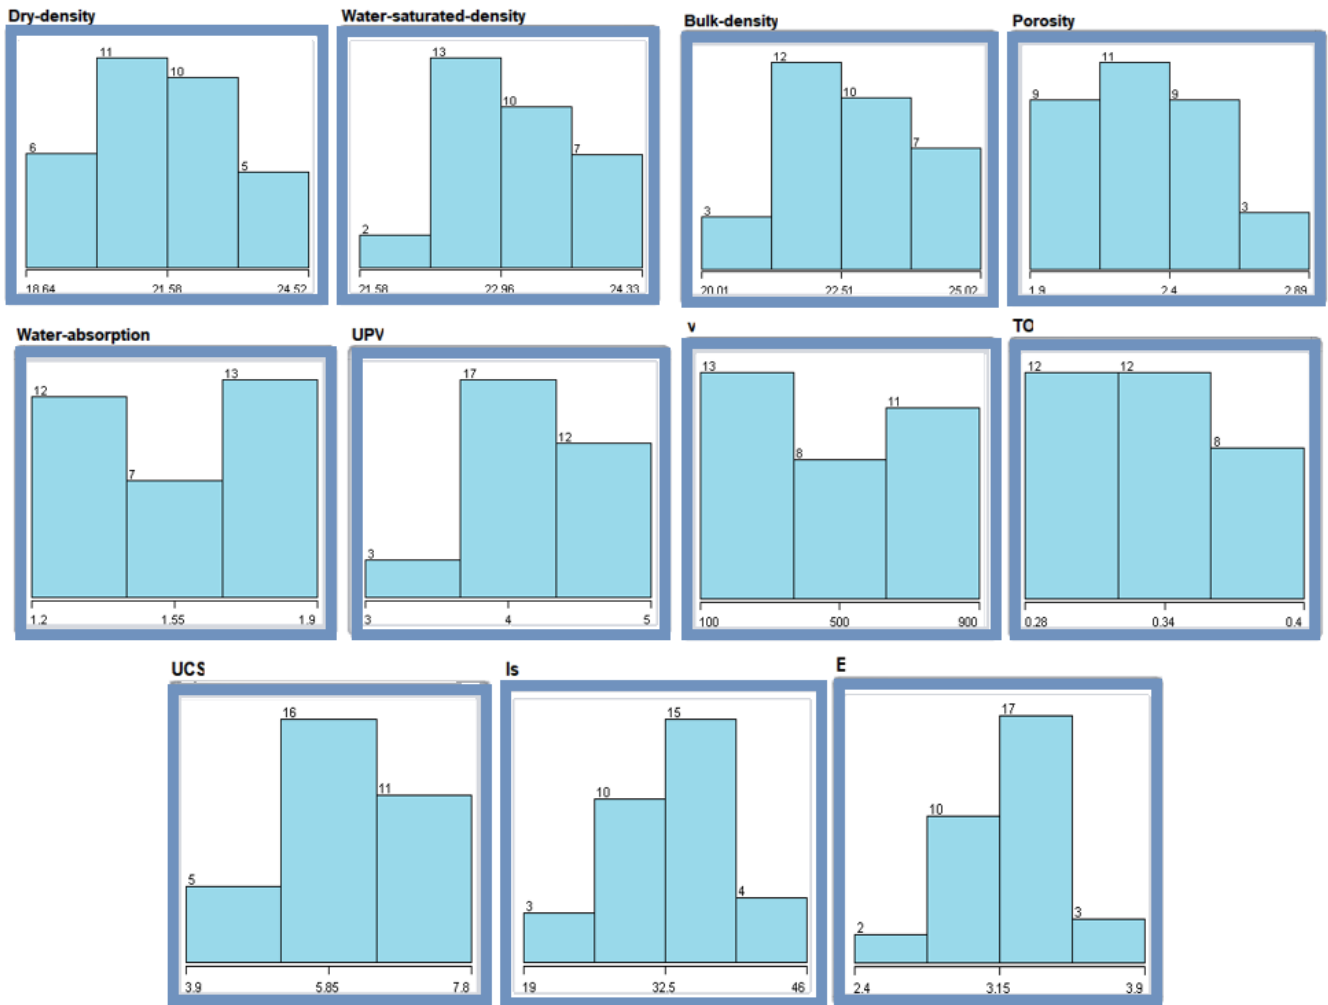 Dry-density
6
11
10
5
18.64 21.58 24.52
Water-saturated-density
2
13
10
7
21.58 22.96 24.33
Bulk-density
3
12
10
7
20.01 22.51 25.02
Porosity
9
11
9
3
1.9 2.4 2.89
Water-absorption
12
7
13
1.2 1.55 1.9
UPV
3
17
12
3 4 5
v
13
8
11
100 500 900
TO
12
12
8
0.28 0.34 0.4
UCS
5
16
11
3.9 5.85 7.8
Is
3
10
15
4
19 32.5 46
E
2
10
17
3
2.4 3.15 3.9